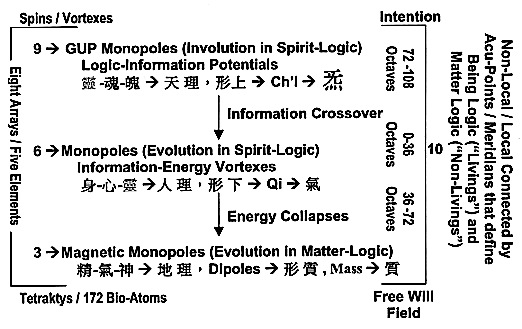 Spins / Vortexes
Intention
9 → GUP Monopoles (Involution in Spirit-Logic)
Logic-Information Potentials
靈-魂-魄 → 天理，形上 → Ch'I → 炁
Information Crossover
6 → Monopoles (Evolution in Spirit-Logic)
Information-Energy Vortexes
身-心-靈 → 人理，形下 → Qi → 氣
Energy Collapses
3 → Magnetic Monopoles (Evolution in Matter-Logic)
精-氣-神 → 地理, Dipoles → 形質, Mass → 質
Tetraktys / 172 Bio-Atoms
Free Will
Field
Eight Arrays / Five Elements
72 -108
Octaves
0-36
Octaves
36 -72
Octaves
10
Non-Local / Local Connected by
Acu-Points / Meridians that define
Being Logic ("Livings") and
Matter Logic ("Non-Livings")